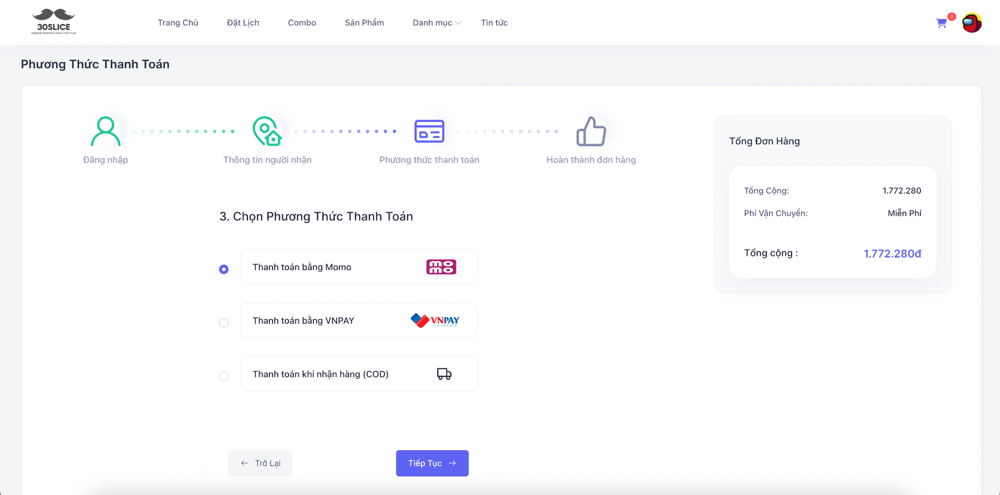 30SLICE
BARBER SHOP ĐẦU HÀNG VIỆT NAM
Trang Chủ
Đặt Lịch
Combo
Sản Phẩm
Danh mục
Tin tức
2
Phương Thức Thanh Toán
Đăng nhập
Thông tin người nhận
Phương thức thanh toán
Hoàn thành đơn hàng
3. Chọn Phương Thức Thanh Toán
Thanh toán bằng Momo
mo
mo
Thanh toán bằng VNPAY
VNPAY
Thanh toán khi nhận hàng (COD)
Trở Lại
Tiếp Tục
Tổng Đơn Hàng
Tổng Cộng: 1.772.280
Phí Vận Chuyển: Miễn Phí
Tổng cộng : 1.772.280đ